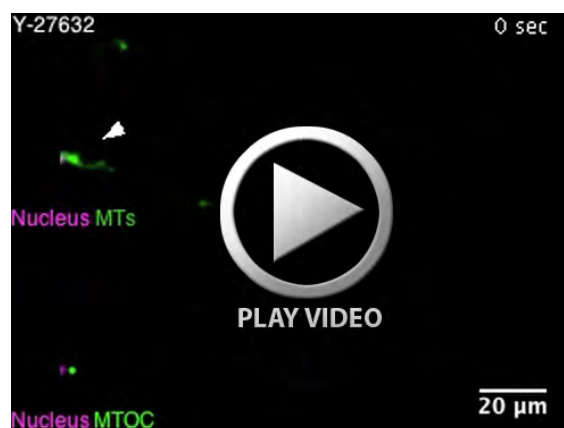 Y-27632
0 sec
Nucleus MTs
PLAY VIDEO
20 µm
Nucleus MTOC